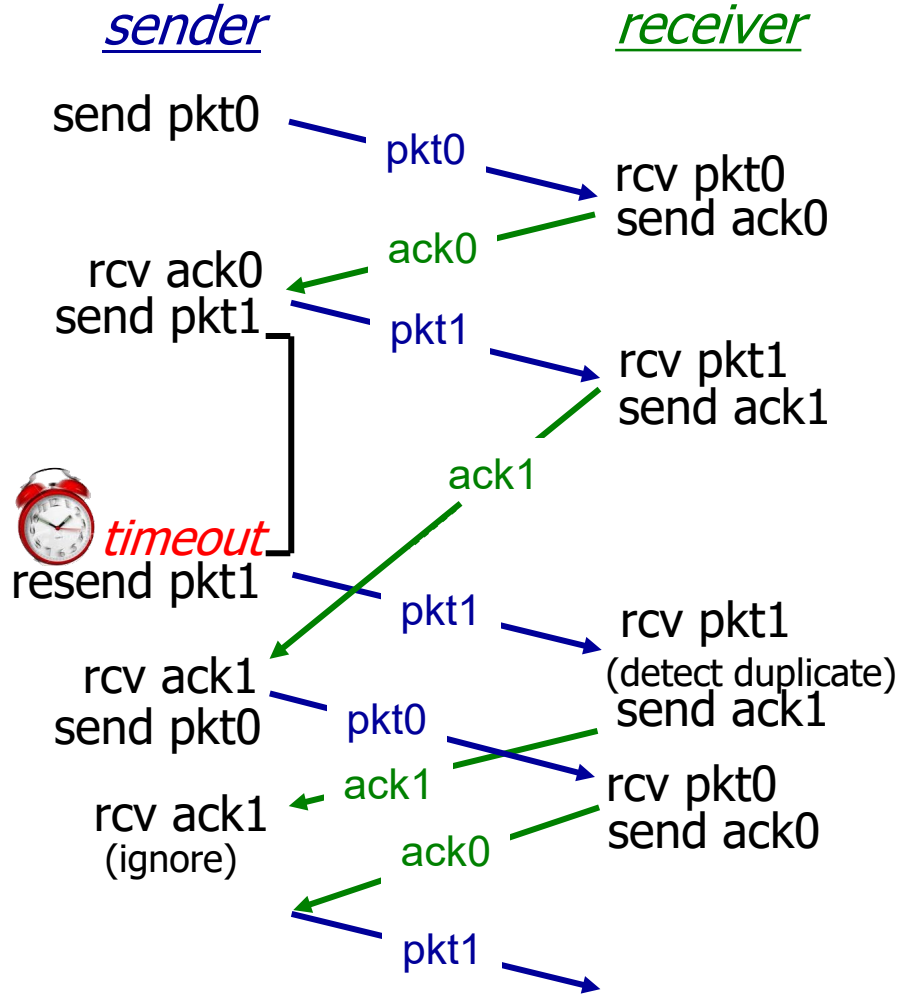 sender
receiver
send pkt0
pkt0
rcv pkt0
send ack0
ack0
rcv ack0
send pkt1
pkt1
rcv pkt1
send ack1
ack1
timeout
resend pkt1
pkt1
rcv pkt1
(detect duplicate)
send ack1
rcv ack1
send pkt0
pkt0
ack1
rcv pkt0
send ack0
rcv ack1
(ignore)
ack0
pkt1